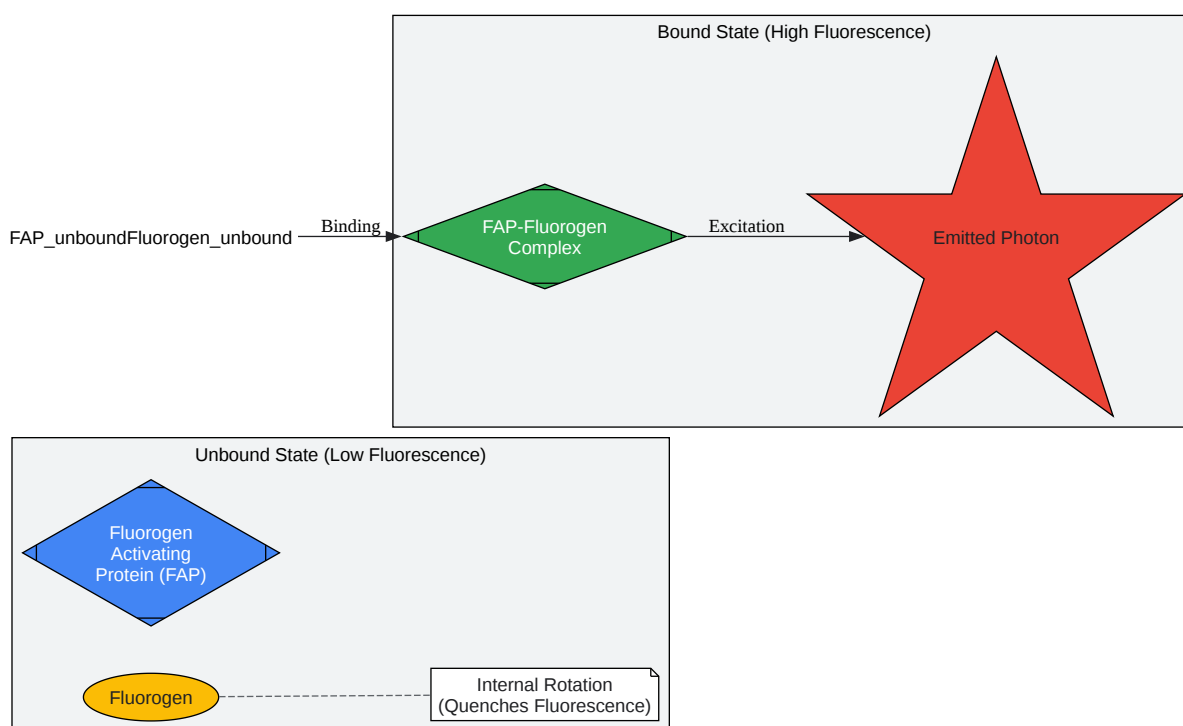 Bound State (High Fluorescence)
FAP_unboundFluorogen_unbound
Binding
FAP-Fluorogen
Complex
Excitation
Emitted Photon
Unbound State (Low Fluorescence)
Fluorogen
Activating
Protein (FAP)
Fluorogen
Internal Rotation
(Quenches Fluorescence)